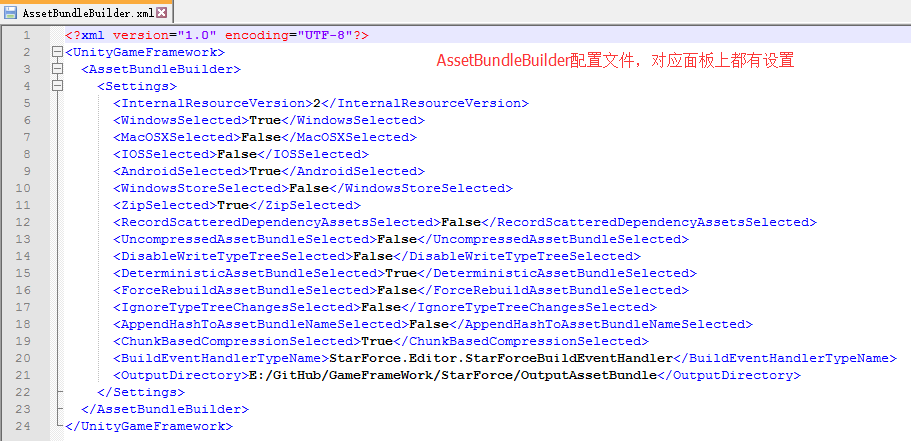 AssetBundleBuilder.xml
1 <?xml version="1.0" encoding="UTF-8"?>
2 <UnityGameFramework>
AssetBundleBuilder配置文件，对应面板上都有设置
3 <AssetBundleBuilder>
4 <Settings>
5 <InternalResourceVersion>2</InternalResourceVersion>
6 <WindowsSelected>True</WindowsSelected>
7 <MacOSXSelected>False</MacOSXSelected>
8 <IOSSelected>False</IOSSelected>
9 <AndroidSelected>True</AndroidSelected>
10 <WindowsStoreSelected>False</WindowsStoreSelected>
11 <ZipSelected>True</ZipSelected>
12 <RecordScatteredDependencyAssetsSelected>False</RecordScatteredDependencyAssetsSelected>
13 <UncompressedAssetBundleSelected>False</UncompressedAssetBundleSelected>
14 <DisableWriteTypeTreeSelected>False</DisableWriteTypeTreeSelected>
15 <DeterministicAssetBundleSelected>True</DeterministicAssetBundleSelected>
16 <ForceRebuildAssetBundleSelected>False</ForceRebuildAssetBundleSelected>
17 <IgnoreTypeTreeChangesSelected>False</IgnoreTypeTreeChangesSelected>
18 <AppendHashToAssetBundleNameSelected>False</AppendHashToAssetBundleNameSelected>
19 <ChunkBasedCompressionSelected>True</ChunkBasedCompressionSelected>
20 <BuildEventHandlerTypeName>StarForce.Editor.StarForceBuildEventHandler</BuildEventHandlerTypeName>
21 <OutputDirectory>E:/GitHub/GameFrameWork/StarForce/OutputAssetBundle</OutputDirectory>
22 </Settings>
23 </AssetBundleBuilder>
24 </UnityGameFramework>